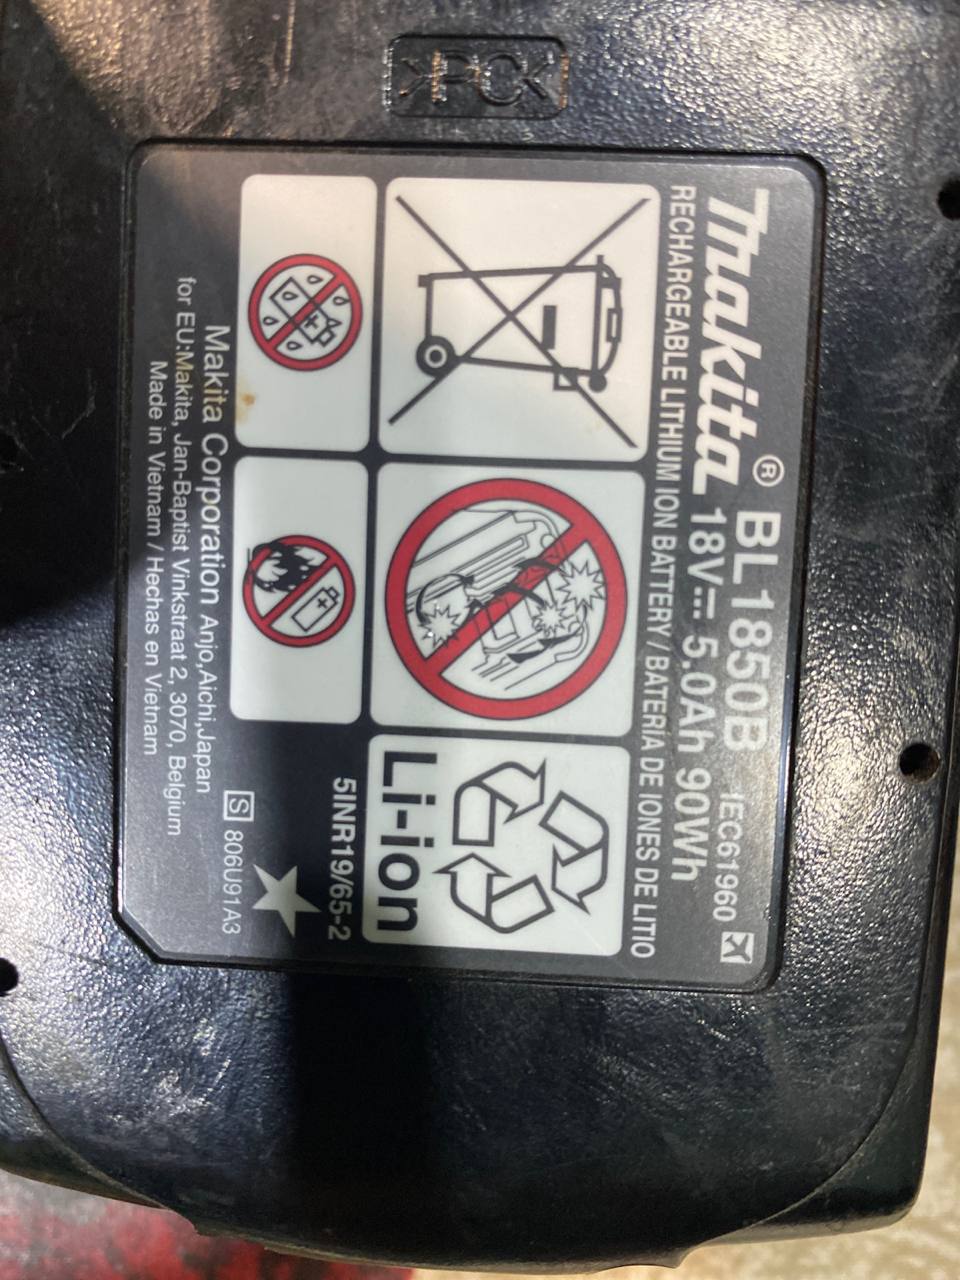 >PC<
Makita® BL1850B IEC61960
18V⎓ 5.0Ah 90Wh
RECHARGEABLE LITHIUM ION BATTERY / BATERÍA DE IONES DE LITIO
Li-ion
5INR19/65-2
Makita Corporation Anjo,Aichi,Japan
for EU:Makita, Jan-Baptist Vinkstraat 2, 3070, Belgium
Made in Vietnam / Hechas en Vietnam
S 806U91A3